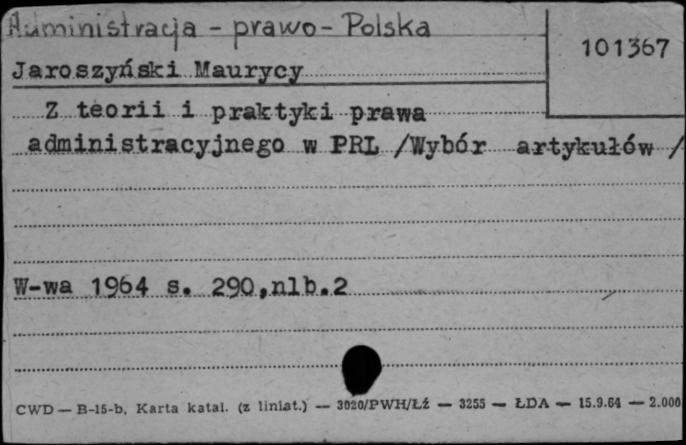 Administracja - prawo - Polska
101367
Jaroszyński Maurycy
Z teorii i praktyki prawa
administracyjnego w PRL /Wybór artykułów /
W-wa 1964 s. 290,nlb.2
CWD — B-15-b, Karta katal. (z liniat.) — 3020/PWH/ŁŹ — 3255 — ŁDA — 15.9.64 — 2.000